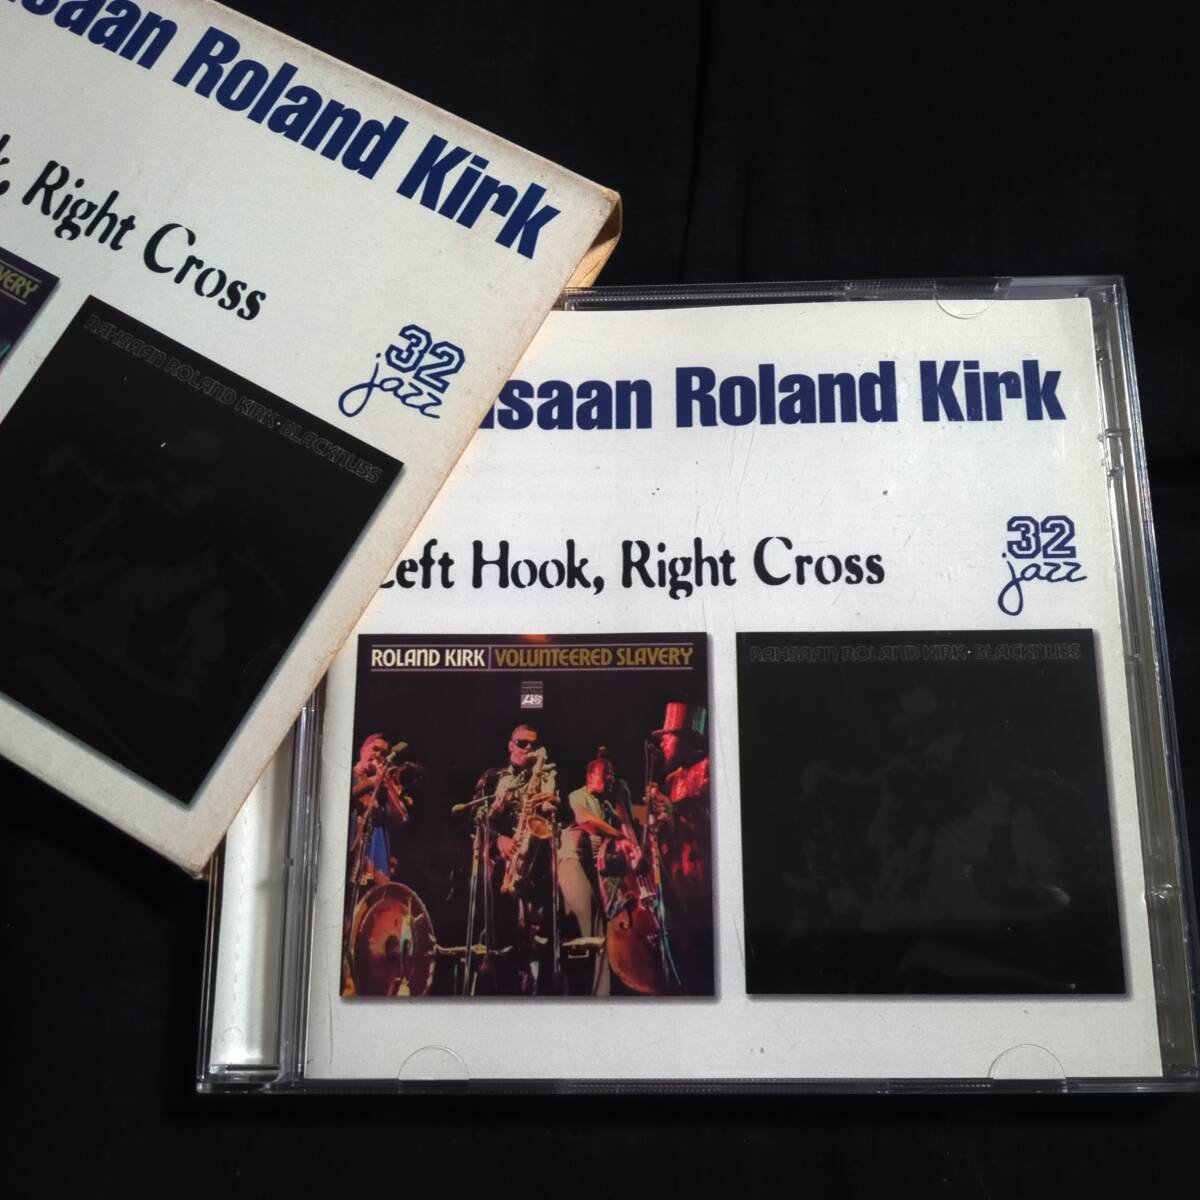 saan Roland Kirk
k, Right Cross
32
jazz
VERY
RAHSAAN ROLAND KIRK · BLACKNUSS
saan Roland Kirk
Left Hook, Right Cross
32
jazz
ROLAND KIRK | VOLUNTEERED SLAVERY
RAHSAAN ROLAND KIRK · BLACKNUSS